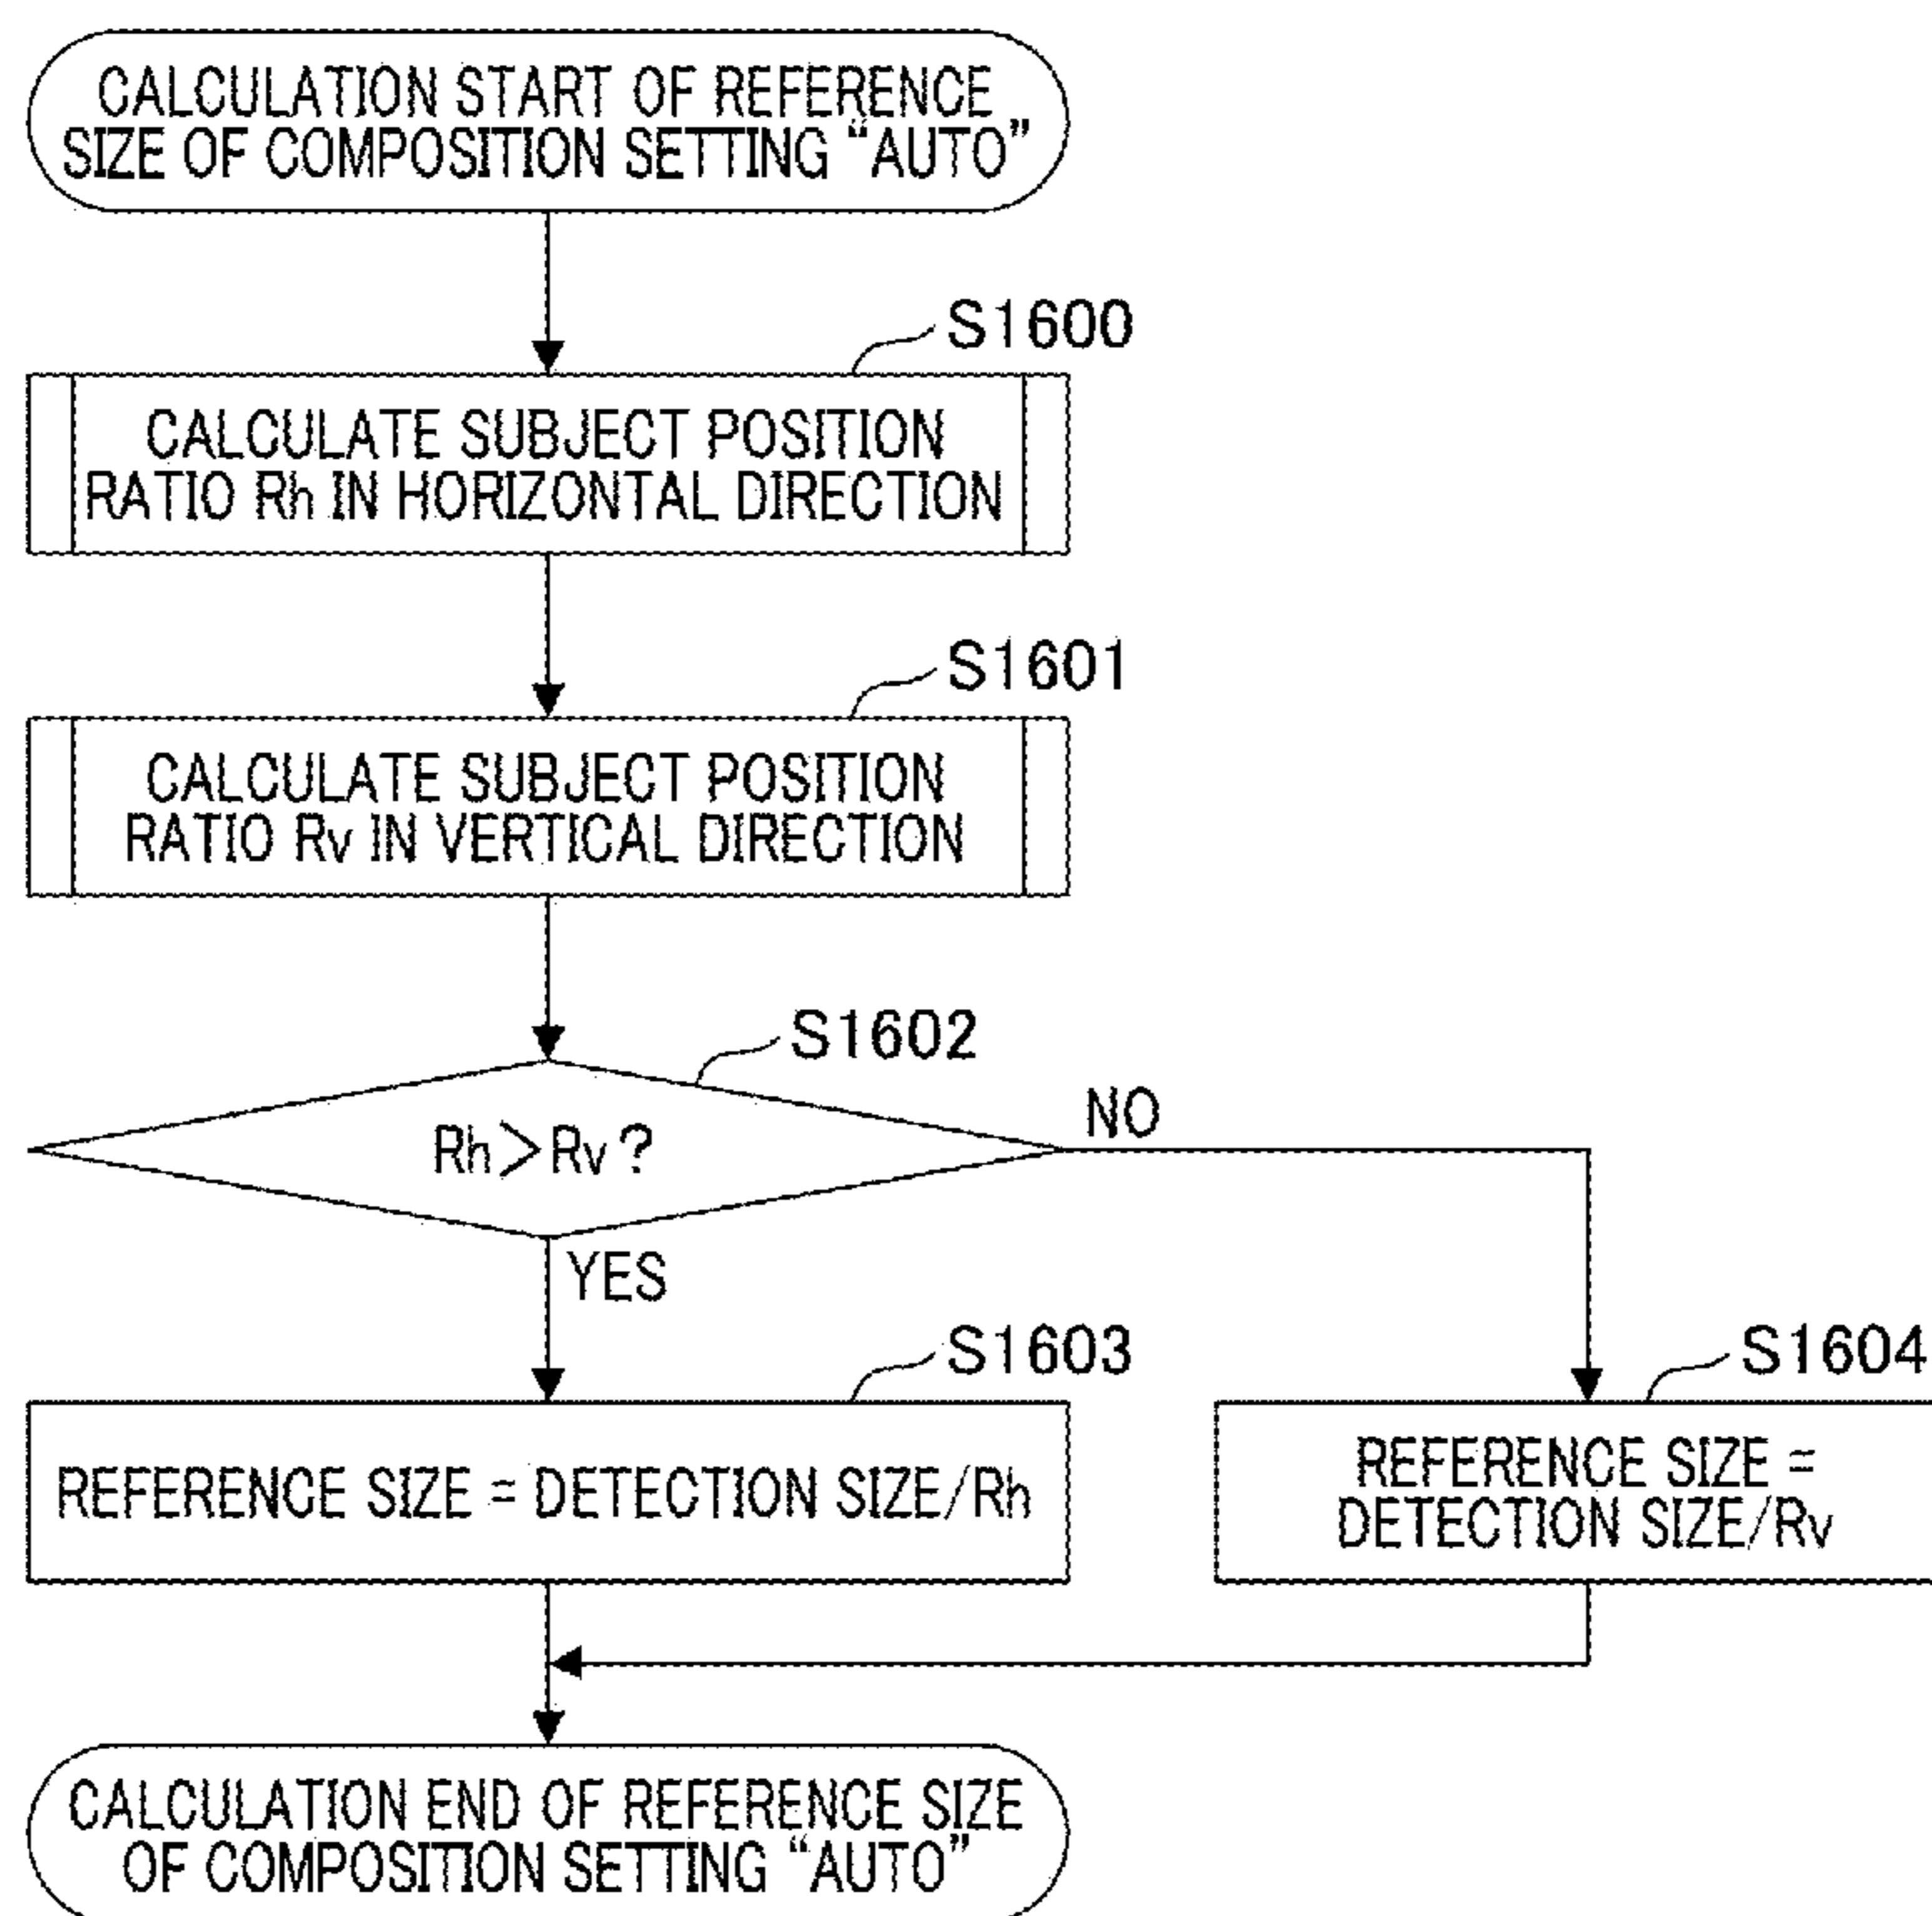 CALCULATION START OF REFERENCE
SIZE OF COMPOSITION SETTING “AUTO”
S1600
CALCULATE SUBJECT POSITION
RATIO Rh IN HORIZONTAL DIRECTION
S1601
CALCULATE SUBJECT POSITION
RATIO Rv IN VERTICAL DIRECTION
S1602
Rh>Rv?
NO
YES
S1603
REFERENCE SIZE = DETECTION SIZE/Rh
S1604
REFERENCE SIZE =
DETECTION SIZE/Rv
CALCULATION END OF REFERENCE SIZE
OF COMPOSITION SETTING “AUTO”